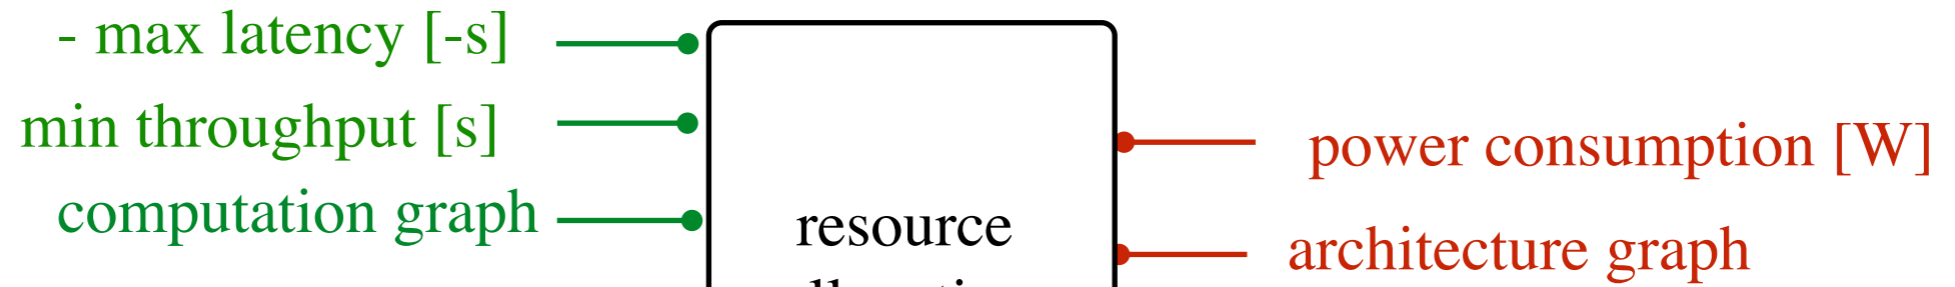 - max latency [-s]
min throughput [s]
computation graph
resource
power consumption [W]
architecture graph